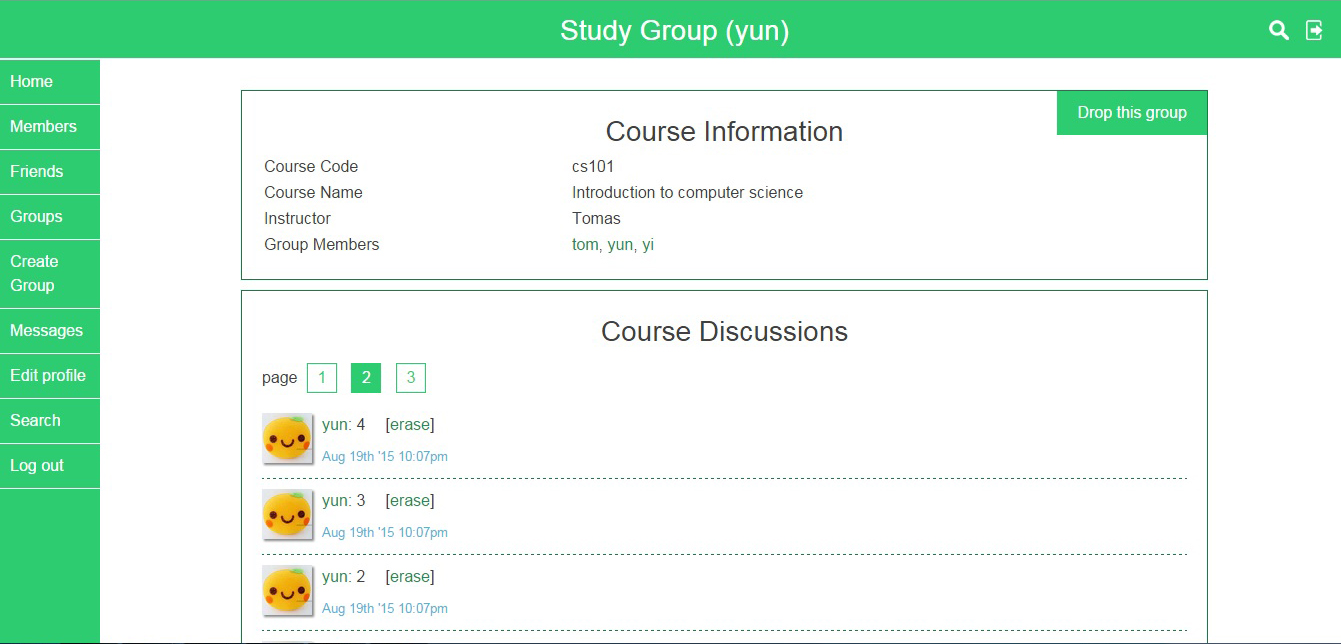 Study Group (yun)
Home
Members
Friends
Groups
Create
Group
Messages
Edit profile
Search
Log out
Drop this group
Course Information
Course Code cs101
Course Name Introduction to computer science
Instructor Tomas
Group Members tom, yun, yi
Course Discussions
page 1 2 3
yun: 4 [erase]
Aug 19th '15 10:07pm
yun: 3 [erase]
Aug 19th '15 10:07pm
yun: 2 [erase]
Aug 19th '15 10:07pm